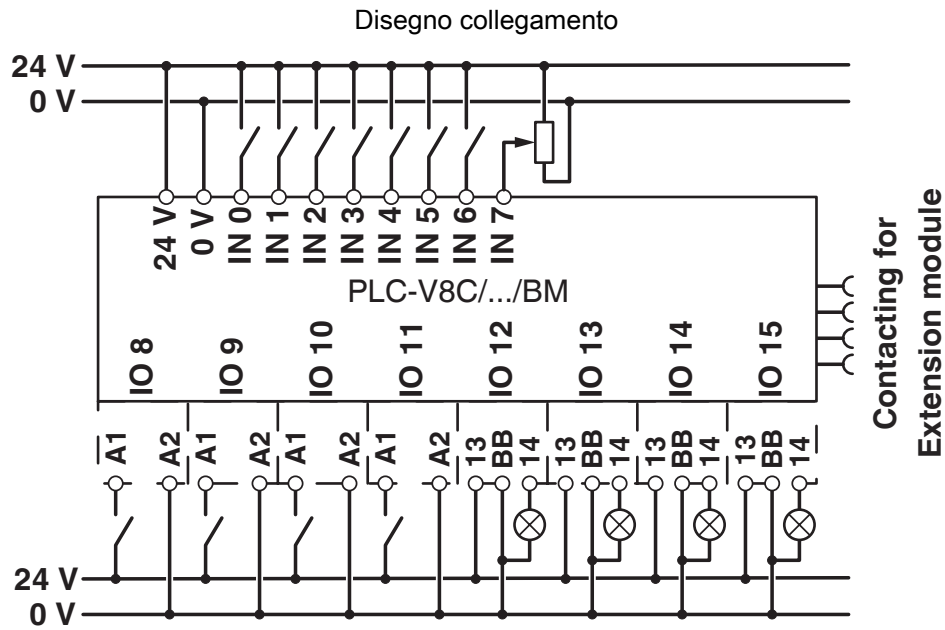 Disegno collegamento
24 V
0 V
24 V
0 V
IN 0
IN 1
IN 2
IN 3
IN 4
IN 5
IN 6
IN 7
PLC-V8C/.../BM
Contacting for
Extension module
IO 8
IO 9
IO 10
IO 11
IO 12
IO 13
IO 14
IO 15
A1
A2
A1
A2
A1
A2
A1
A2
13
BB
14
13
BB
14
13
BB
14
13
BB
14
24 V
0 V